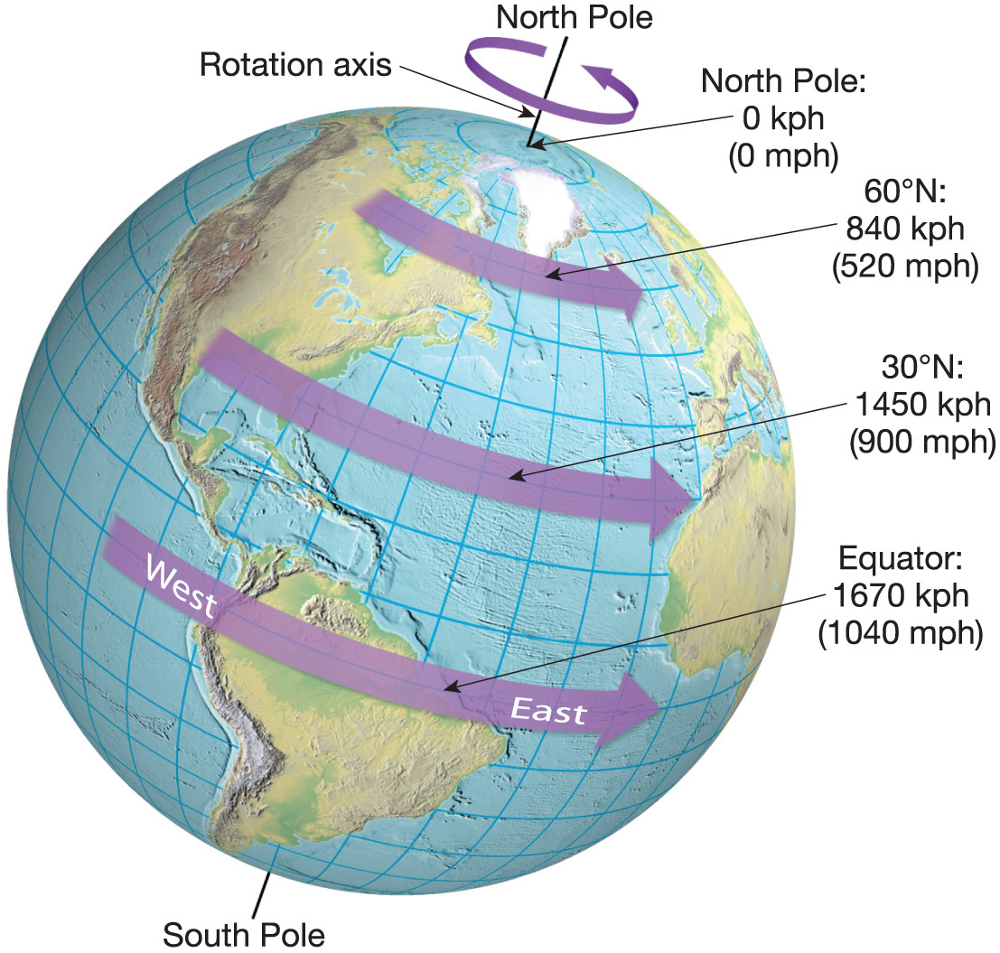 North Pole
Rotation axis
North Pole:
0 kph
(0 mph)
60°N:
840 kph
(520 mph)
30°N:
1450 kph
(900 mph)
Equator:
1670 kph
(1040 mph)
West
East
South Pole